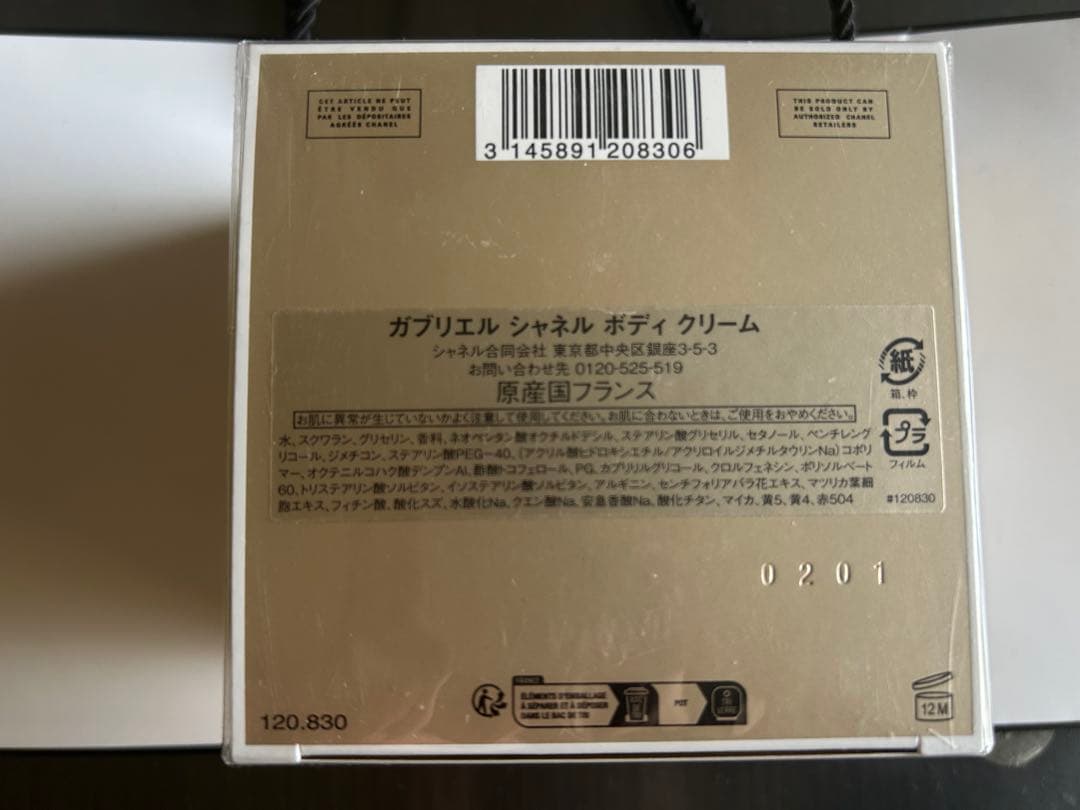 CET ARTICLE NE PEUT
ÊTRE VENDU QUE
PAR LES DÉPOSITAIRES
AGRÉÉS CHANEL
3 145891 208306
THIS PRODUCT CAN
BE SOLD ONLY BY
AUTHORIZED CHANEL
RETAILERS
ガブリエル シャネル ボディ クリーム
シャネル合同会社 東京都中央区銀座3-5-3
お問い合わせ先 0120-525-519
原産国フランス
お肌に異常が生じていないかよく注意して使用してください。お肌に合わないときは、ご使用をおやめください。
水、スクワラン、グリセリン、香料、ネオペンタン酸オクチルドデシル、ステアリン酸グリセリル、セタノール、ペンチレング
リコール、ジメチコン、ステアリン酸PEG-40、(アクリル酸ヒドロキシエチル/アクリロイルジメチルタウリンNa)コポリ
マー、オクテニルコハク酸デンプンAl、酢酸トコフェロール、PG、カプリリルグリコール、クロルフェネシン、ポリソルベート
60、トリステアリン酸ソルビタン、イソステアリン酸ソルビタン、アルギニン、センチフォリアバラ花エキス、マツリカ葉細
胞エキス、フィチン酸、酸化スズ、水酸化Na、クエン酸Na、安息香酸Na、酸化チタン、マイカ、黄5、黄4、赤504
紙
箱、枠
プラ
フィルム
#120830
0201
120.830
FRANCE
ÉLÉMENTS D'EMBALLAGE
À SÉPARER ET À DÉPOSER
DANS LE BAC DE TRI
POT
12M